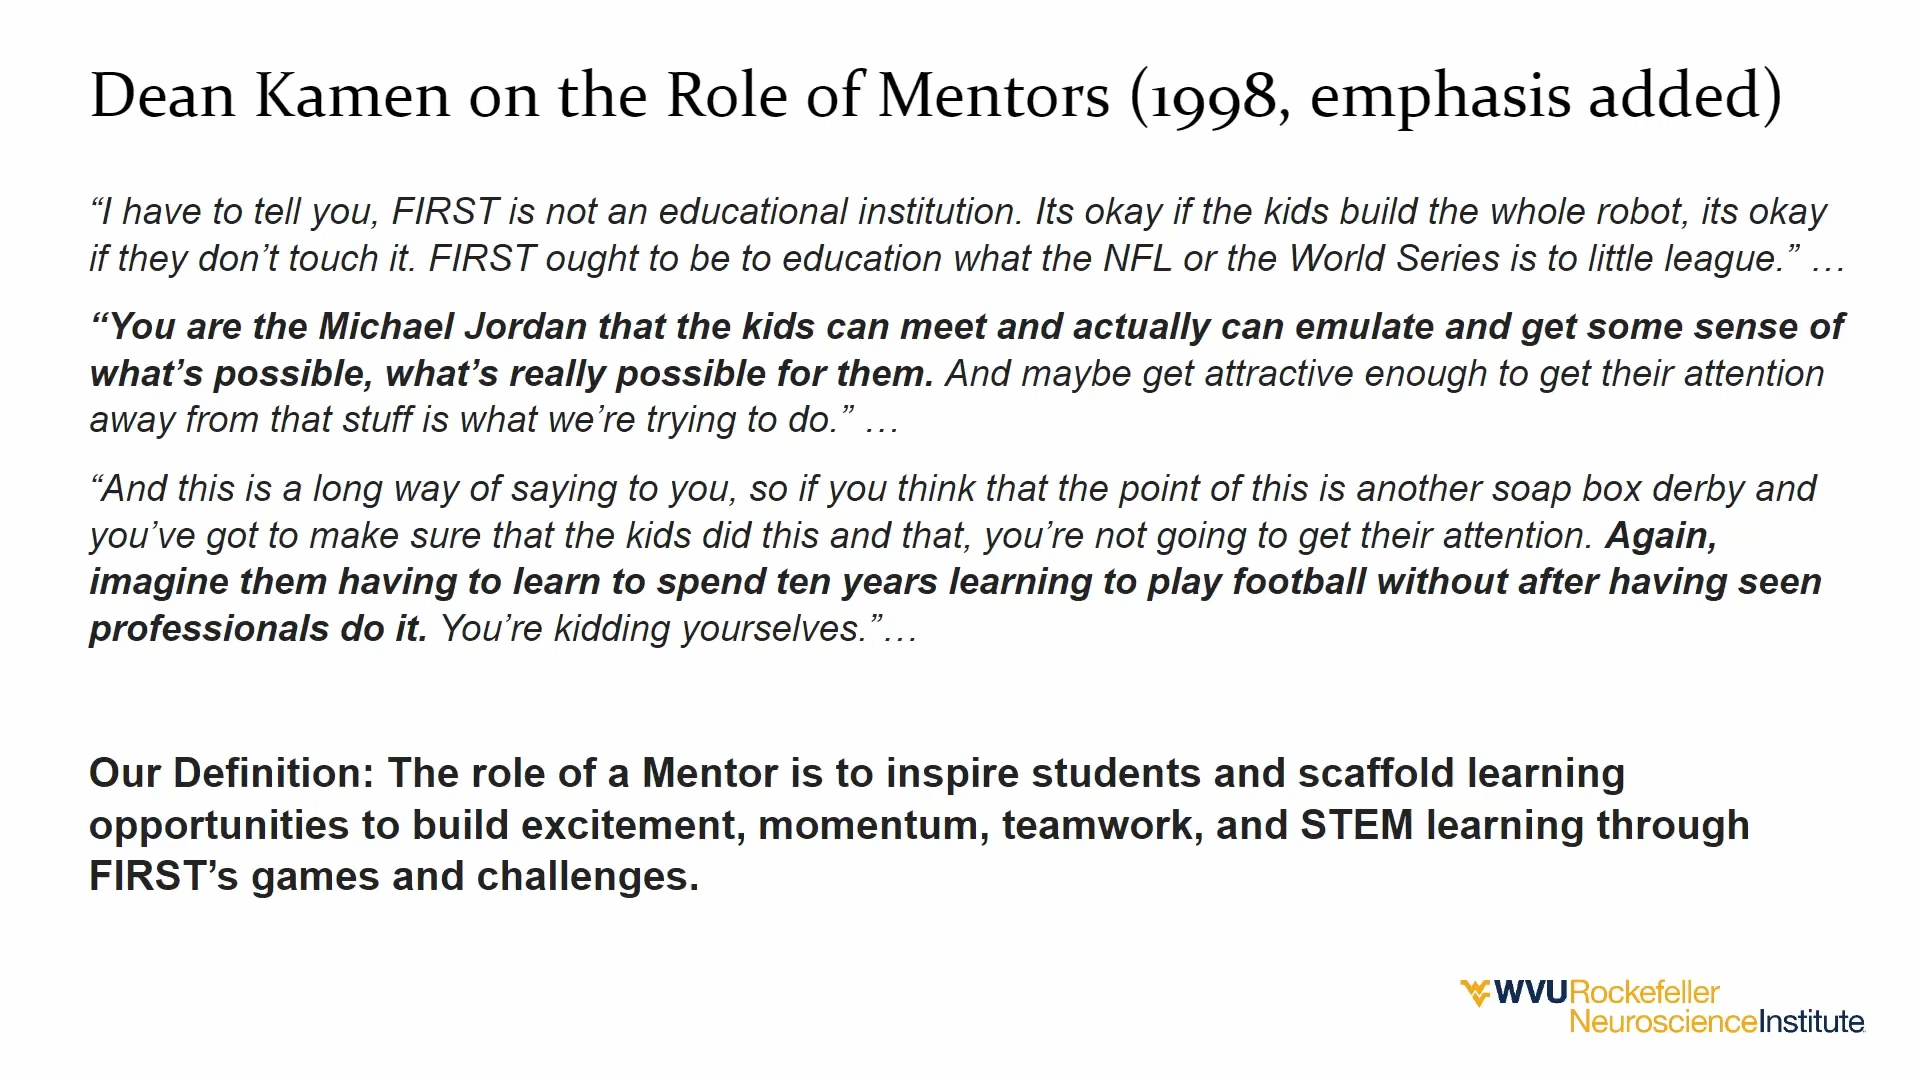 Dean Kamen on the Role of Mentors (1998, emphasis added)
“I have to tell you, FIRST is not an educational institution. Its okay if the kids build the whole robot, its okay
if they don’t touch it. FIRST ought to be to education what the NFL or the World Series is to little league.” …
“You are the Michael Jordan that the kids can meet and actually can emulate and get some sense of
what’s possible, what’s really possible for them. And maybe get attractive enough to get their attention
away from that stuff is what we’re trying to do.” …
“And this is a long way of saying to you, so if you think that the point of this is another soap box derby and
you’ve got to make sure that the kids did this and that, you’re not going to get their attention. Again,
imagine them having to learn to spend ten years learning to play football without after having seen
professionals do it. You’re kidding yourselves.”…
Our Definition: The role of a Mentor is to inspire students and scaffold learning
opportunities to build excitement, momentum, teamwork, and STEM learning through
FIRST’s games and challenges.
WVU Rockefeller
NeuroscienceInstitute